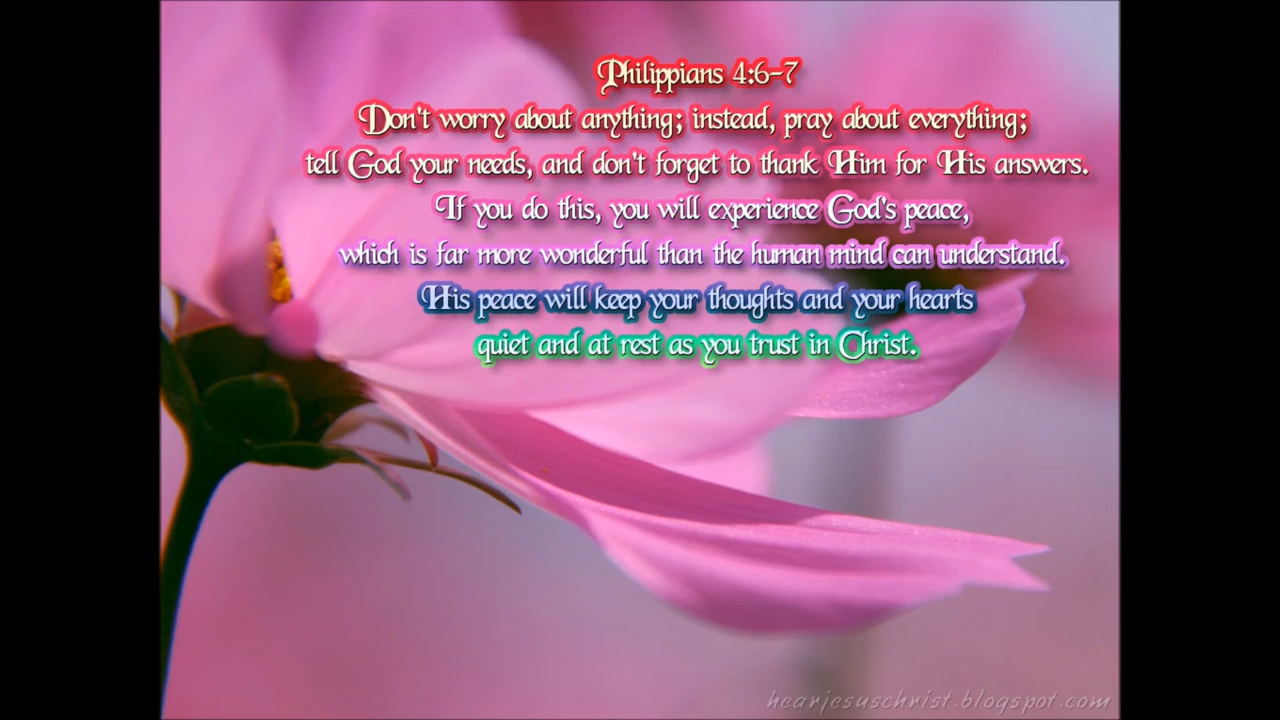 Philippians 4:6-7
Don't worry about anything; instead, pray about everything;
tell God your needs, and don't forget to thank Him for His answers.
If you do this, you will experience God's peace,
which is far more wonderful than the human mind can understand.
His peace will keep your thoughts and your hearts
quiet and at rest as you trust in Christ.
hearjesuschrist.blogspot.com